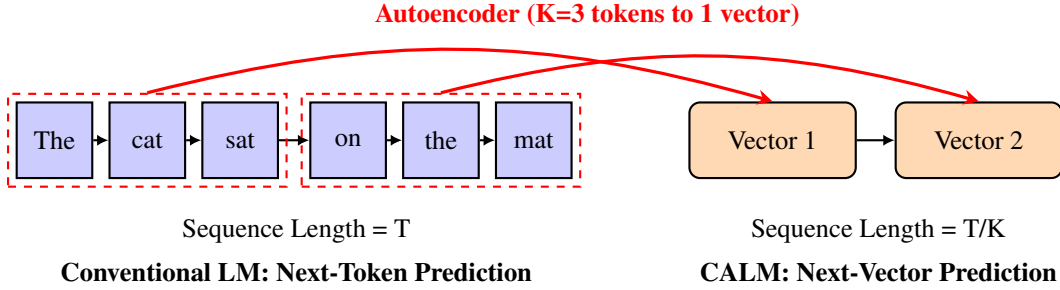 Autoencoder (K=3 tokens to 1 vector)
The cat sat on the mat Vector 1 Vector 2
Sequence Length = T Sequence Length = T/K
Conventional LM: Next-Token Prediction CALM: Next-Vector Prediction